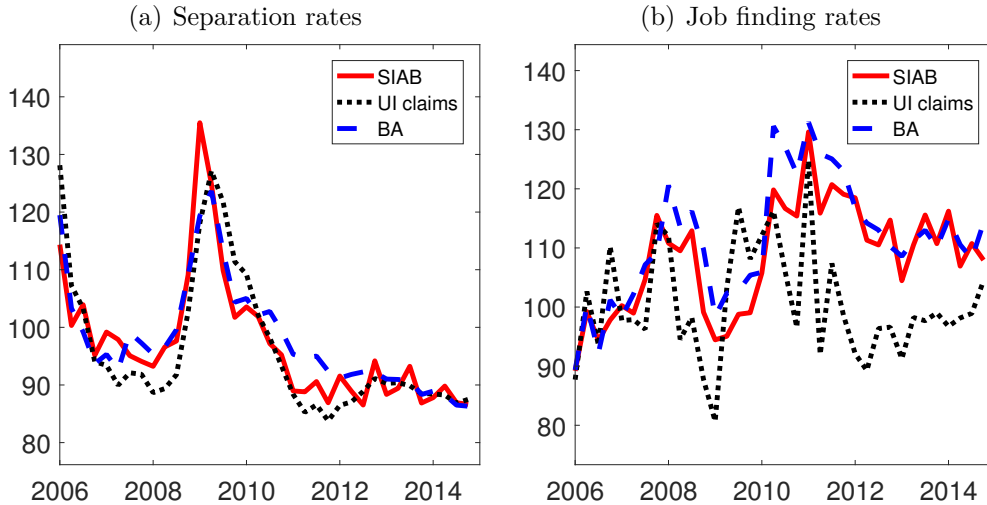 (a) Separation rates
140
130
120
110
100
90
80
2006 2008 2010 2012 2014
SIAB
UI claims
BA
(b) Job finding rates
140
130
120
110
100
90
80
2006 2008 2010 2012 2014
SIAB
UI claims
BA